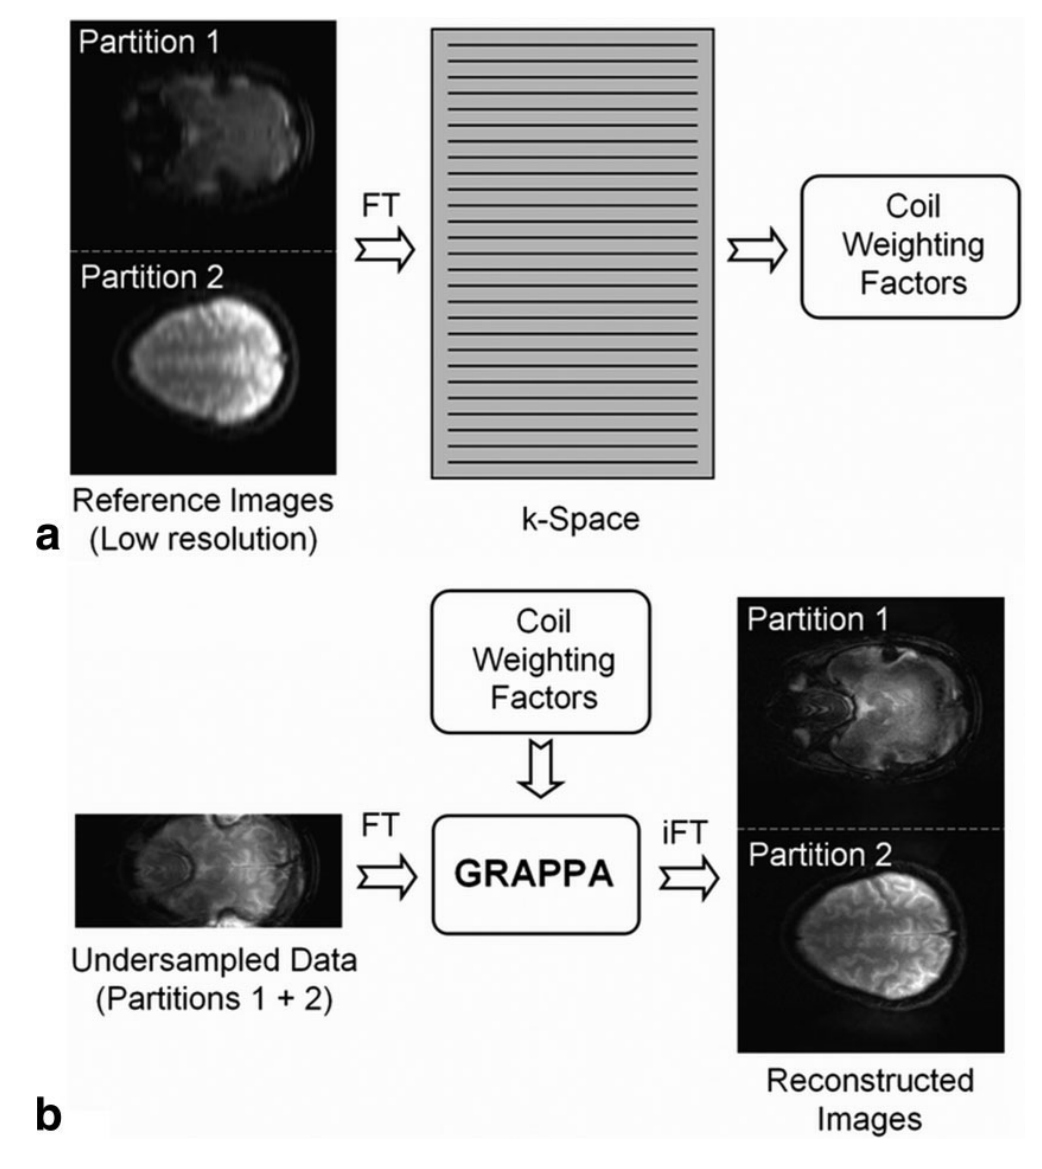 Partition 1
Partition 2
FT
Coil
Weighting
Factors
Reference Images
(Low resolution)
k-Space
a
Coil
Weighting
Factors
Partition 1
FT
GRAPPA
iFT
Partition 2
Undersampled Data
(Partitions 1 + 2)
Reconstructed
Images
b